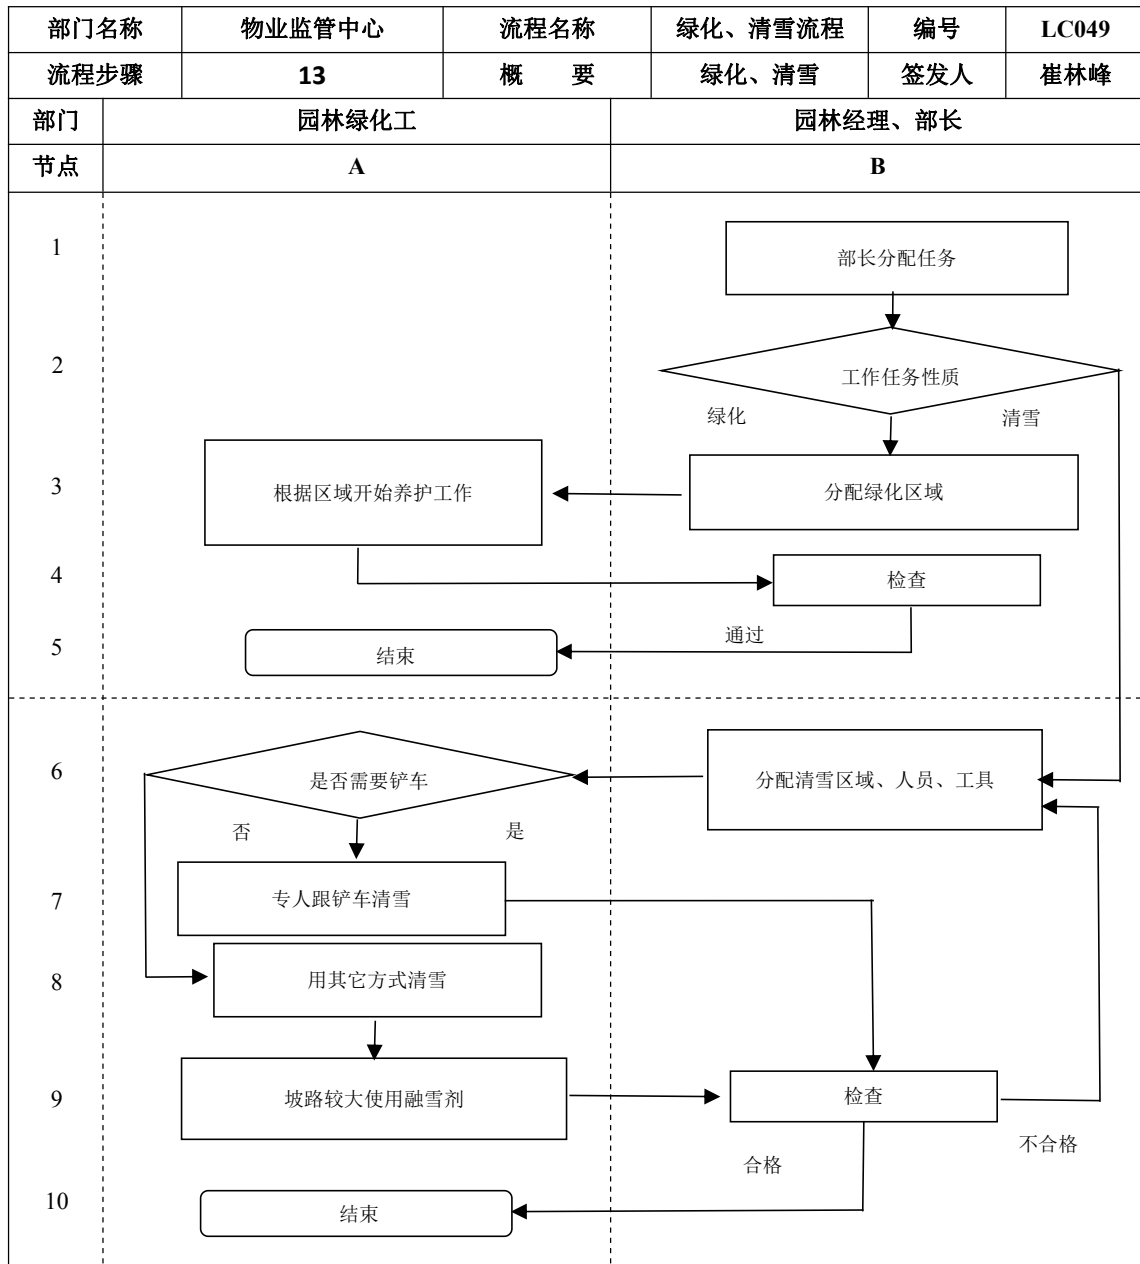 部门名称 物业监管中心 流程名称 绿化、清雪流程 编号 LC049
流程步骤 13 概 要 绿化、清雪 签发人 崔林峰
部门 园林绿化工 园林经理、部长
节点 A B
1 部长分配任务
2 工作任务性质
绿化 清雪
3 根据区域开始养护工作 分配绿化区域
4 检查
通过
5 结束
6 是否需要铲车 分配清雪区域、人员、工具
否 是
7 专人跟铲车清雪
8 用其它方式清雪
9 坡路较大使用融雪剂 检查
不合格
合格
10 结束